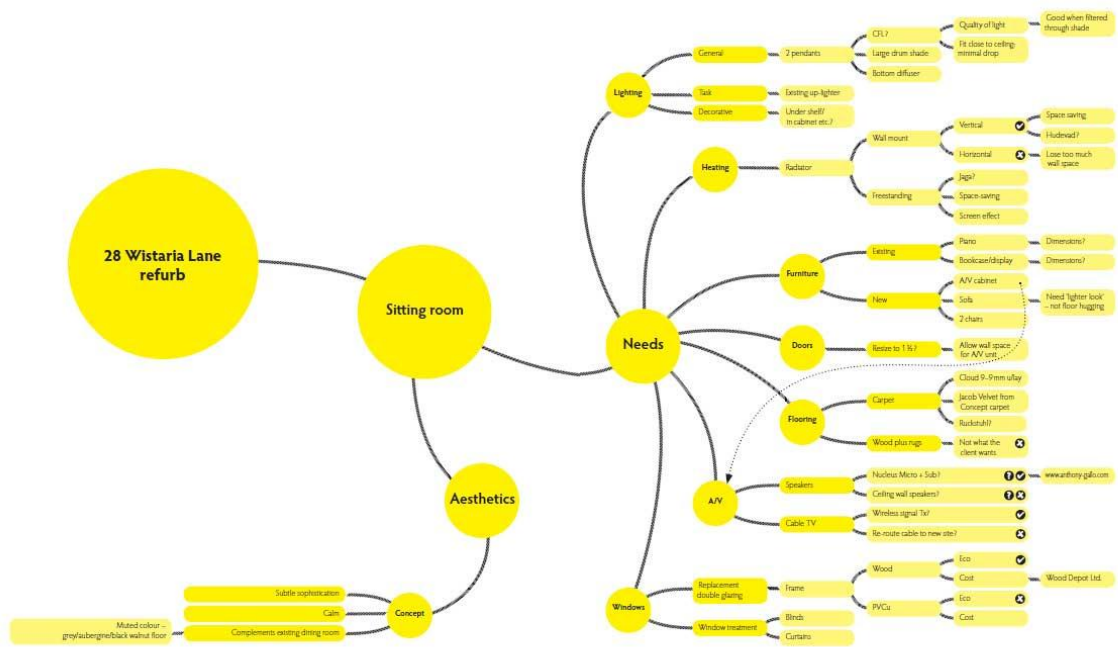 28 Wistaria Lane
refurb
Sitting room
Needs
Lighting
General
2 pendants
CFL?
Quality of light
Good when filtered
through shade
Fit close to ceiling:
minimal drop
Large drum shade
Bottom diffuser
Task
Existing up-lighter
Decorative
Under shelf/
in cabinet etc.?
Heating
Radiator
Wall mount
Vertical
Space saving
Hudevad?
Horizontal
Lose too much
wall space
Freestanding
Jaga?
Space-saving
Screen effect
Furniture
Existing
Piano
Dimensions?
Bookcase/display
Dimensions?
New
A/V cabinet
Sofa
Need 'lighter look'
– not floor hugging
2 chairs
Doors
Resize to 1 ½?
Allow wall space
for A/V unit
Flooring
Carpet
Cloud 9–9mm u/lay
Jacob Velvet from
Concept carpet
Ruckstuhl?
Wood plus rugs
Not what the
client wants
A/V
Speakers
Nucleus Micro + Sub?
www.anthony-gallo.com
Ceiling wall speakers?
Cable TV
Wireless signal Tx?
Re-route cable to new site?
Windows
Replacement
double glazing
Frame
Wood
Eco
Cost
Wood Depot Ltd.
PVCu
Eco
Cost
Window treatment
Blinds
Curtains
Aesthetics
Concept
Subtle sophistication
Calm
Complements existing dining room
Muted colour –
grey/aubergine/black walnut floor